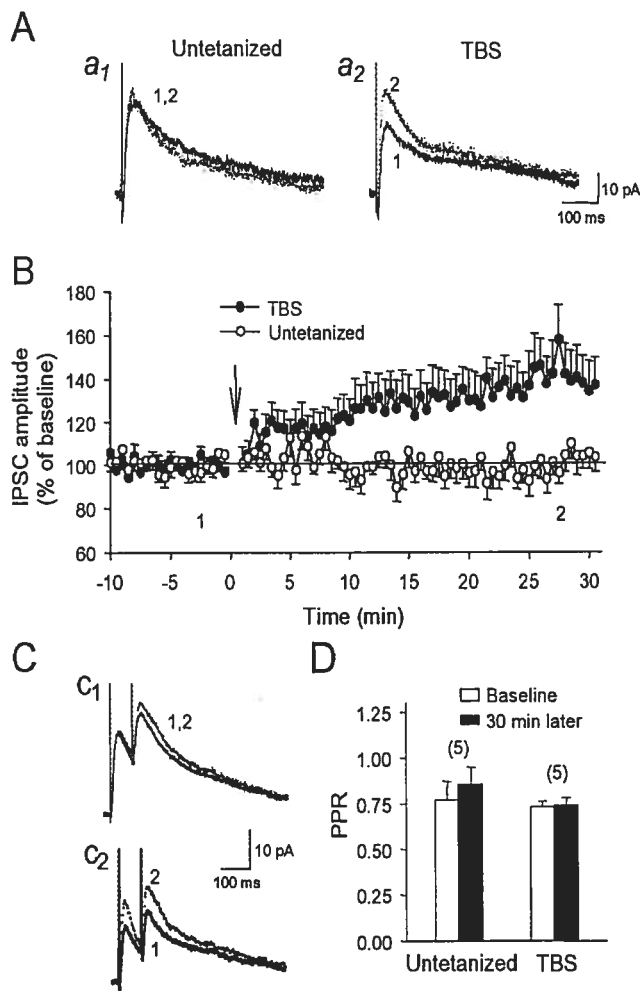 A
Untetanized
TBS
a1
1,2
a2
2
1
10 pA
100 ms
B
180
160
140
120
100
80
60
IPSC amplitude
(% of baseline)
TBS
Untetanized
1
2
-10 -5 0 5 10 15 20 25 30
Time (min)
C
C1
1,2
10 pA
100 ms
C2
2
1
D
Baseline
30 min later
1.25
1.00
0.75
0.50
0.25
0.00
PPR
(5)
(5)
Untetanized
TBS